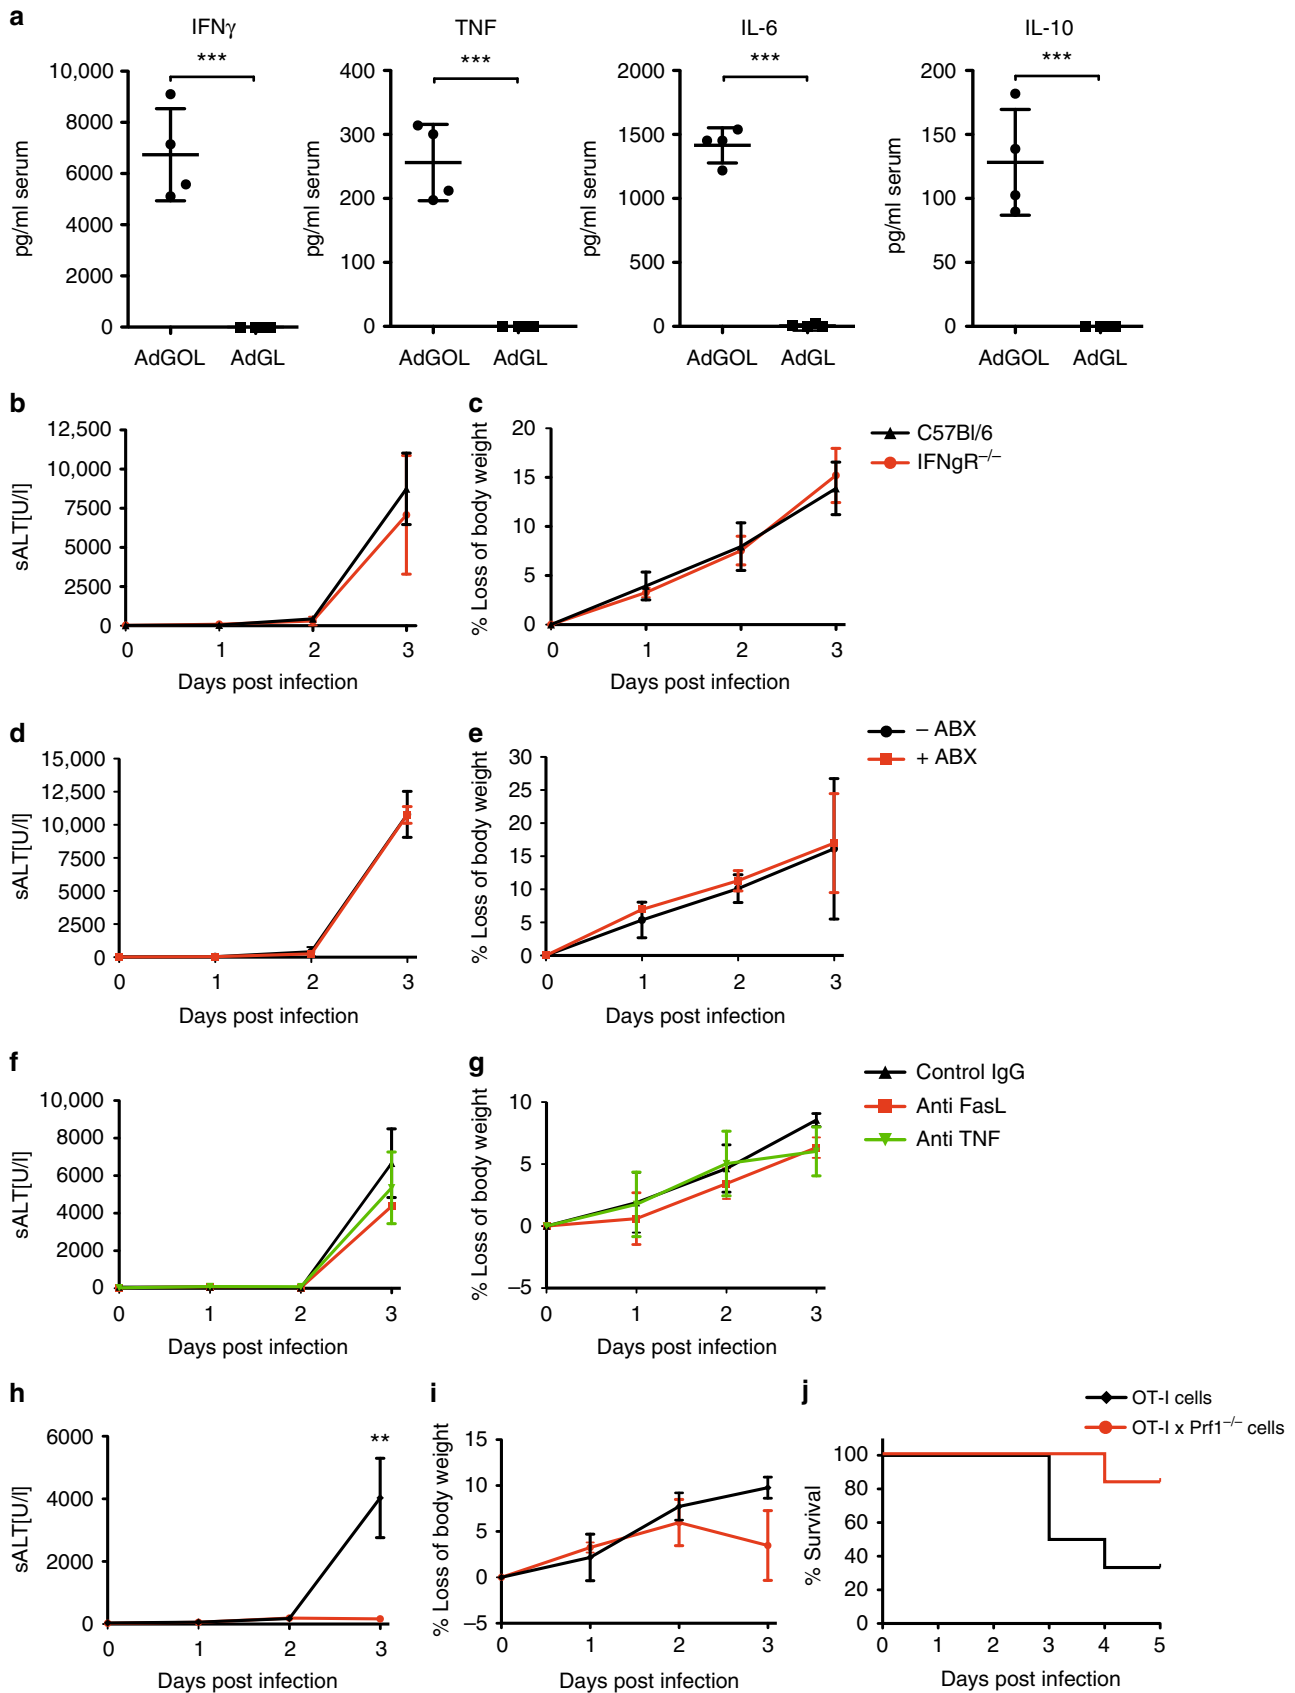 a
IFNγ
TNF
IL-6
IL-10
***
***
***
***
pg/ml serum
10,000
8000
6000
4000
2000
0
AdGOL AdGL
pg/ml serum
400
300
200
100
0
AdGOL AdGL
pg/ml serum
2000
1500
1000
500
0
AdGOL AdGL
pg/ml serum
200
150
100
50
0
AdGOL AdGL
b
sALT[U/l]
12,500
10,000
7500
5000
2500
0
0 1 2 3
Days post infection
c
% Loss of body weight
20
15
10
5
0
0 1 2 3
Days post infection
C57Bl/6
IFNgR–/–
d
sALT[U/l]
15,000
12,500
10,000
7500
5000
2500
0
0 1 2 3
Days post infection
e
% Loss of body weight
30
25
20
15
10
5
0
0 1 2 3
Days post infection
– ABX
+ ABX
f
sALT[U/l]
10,000
8000
6000
4000
2000
0
0 1 2 3
Days post infection
g
% Loss of body weight
10
5
0
–5
0 1 2 3
Days post infection
Control IgG
Anti FasL
Anti TNF
h
sALT[U/l]
6000
4000
2000
0
**
0 1 2 3
Days post infection
i
% Loss of body weight
15
10
5
0
–5
0 1 2 3
Days post infection
j
OT-I cells
OT-I x Prf1–/– cells
% Survival
100
80
60
40
20
0
0 1 2 3 4 5
Days post infection